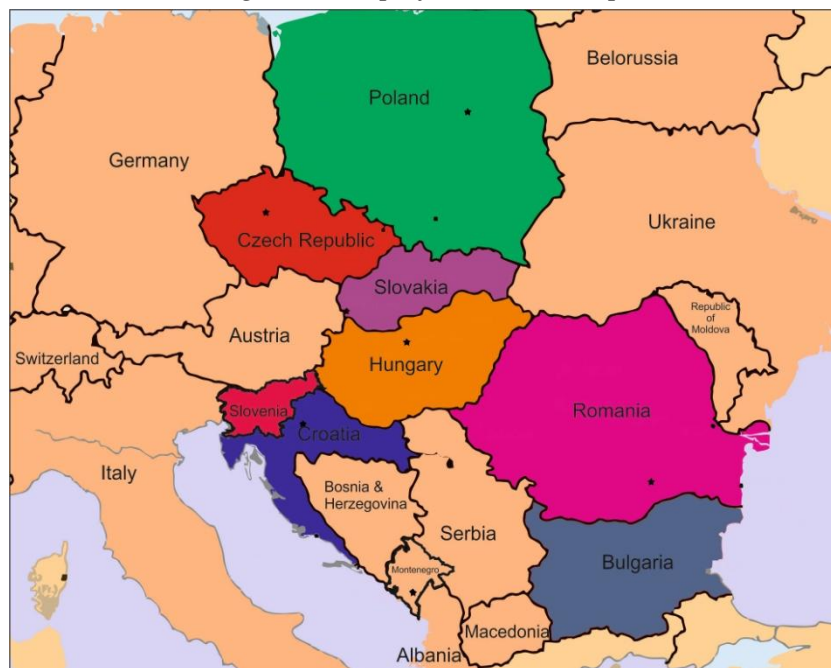 Belorussia
Poland
Germany
Ukraine
Czech Republic
Slovakia
Republic
of
Moldova
Austria
Switzerland
Hungary
Slovenia
Romania
Croatia
Italy
Bosnia &
Herzegovina
Serbia
Bulgaria
Montenegro
Macedonia
Albania